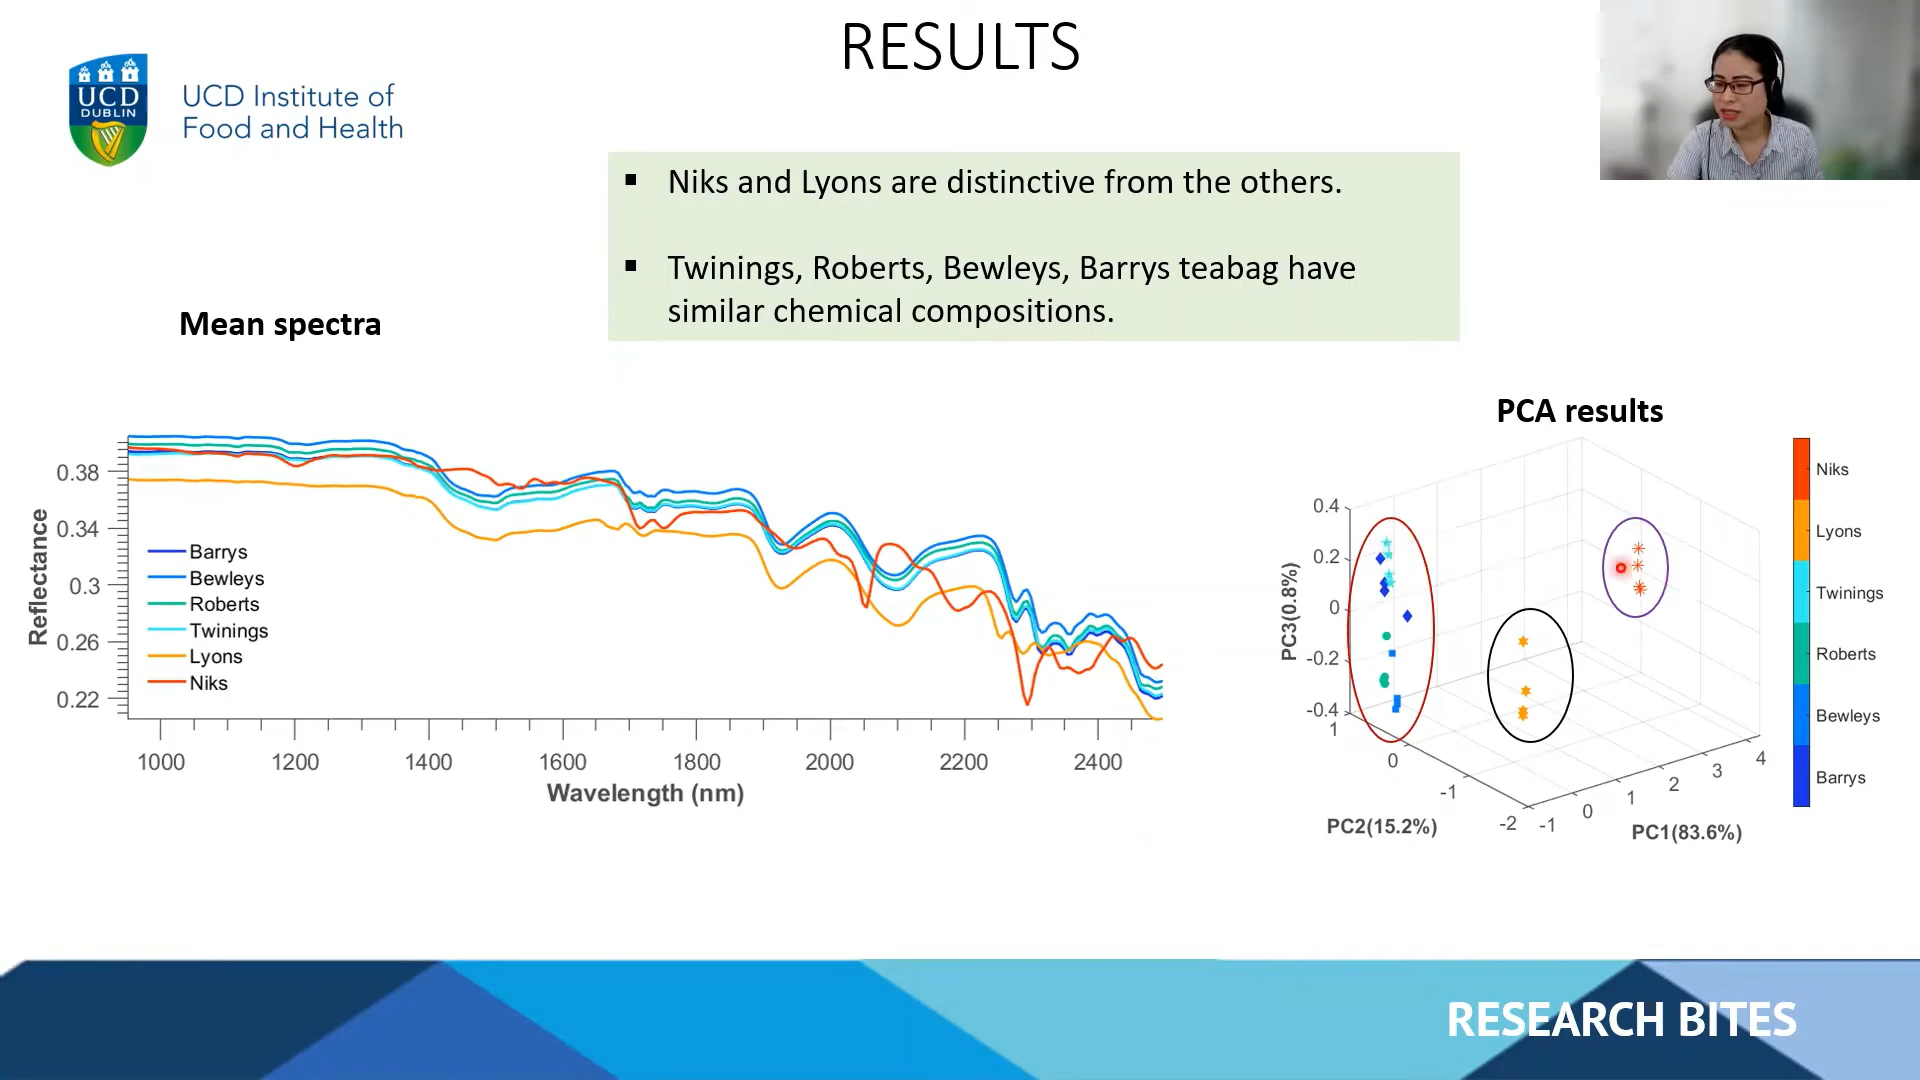 RESULTS
UCD
DUBLIN
UCD Institute of
Food and Health
▪ Niks and Lyons are distinctive from the others.
▪ Twinings, Roberts, Bewleys, Barrys teabag have
similar chemical compositions.
Mean spectra
Reflectance
0.38
0.34
0.3
0.26
0.22
Barrys
Bewleys
Roberts
Twinings
Lyons
Niks
1000 1200 1400 1600 1800 2000 2200 2400
Wavelength (nm)
PCA results
PC3(0.8%)
0.4
0.2
0
-0.2
-0.4
1
0
-1
-2
PC2(15.2%)
-1 0 1 2 3 4
PC1(83.6%)
Niks
Lyons
Twinings
Roberts
Bewleys
Barrys
RESEARCH BITES